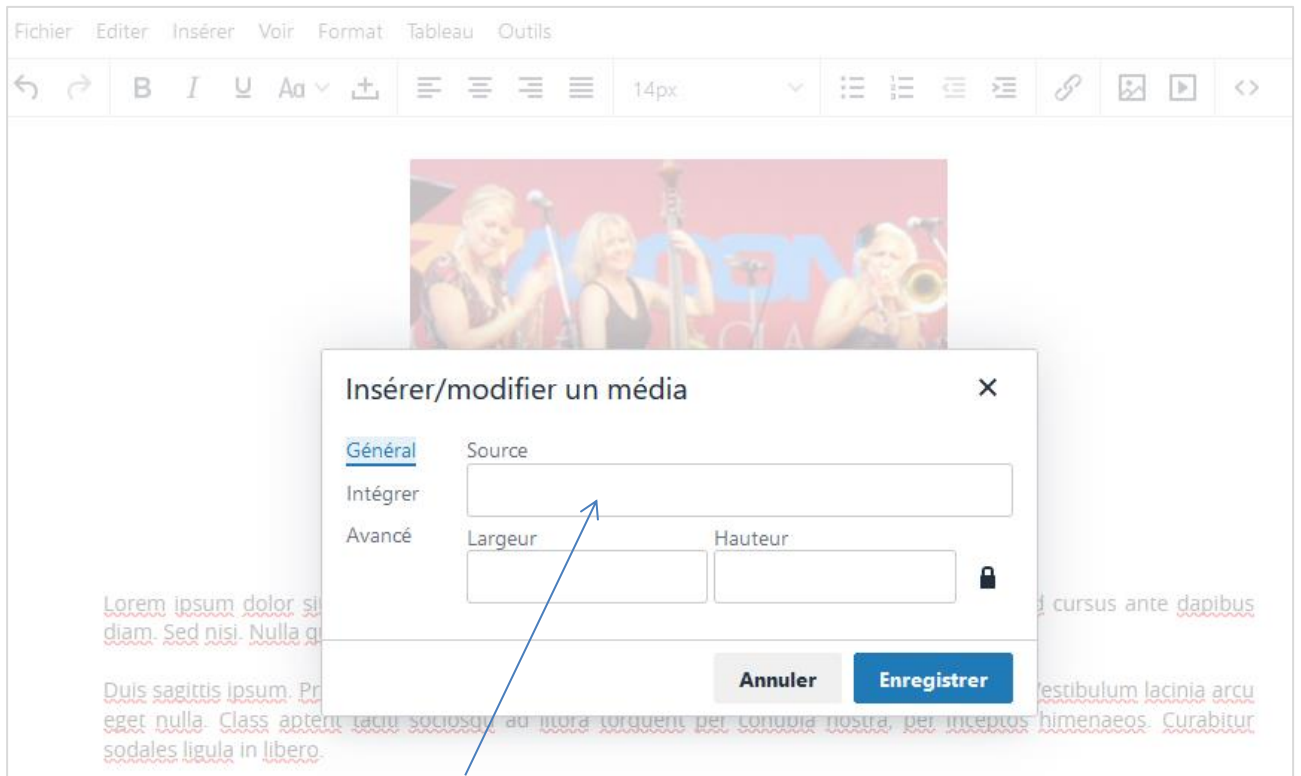 Fichier Editer Insérer Voir Format Tableau Outils
B I U Aa 14px
Insérer/modifier un média
Général Source
Intégrer
Avancé Largeur Hauteur
Lorem ipsum dolor si d cursus ante dapibus
diam. Sed nisi. Nulla q
Annuler Enregistrer
Duis sagittis ipsum. Pr Vestibulum lacinia arcu
eget nulla. Class aptent taciti sociosqu ad litora torquent per conubia nostra, per inceptos himenaeos. Curabitur
sodales ligula in libero.